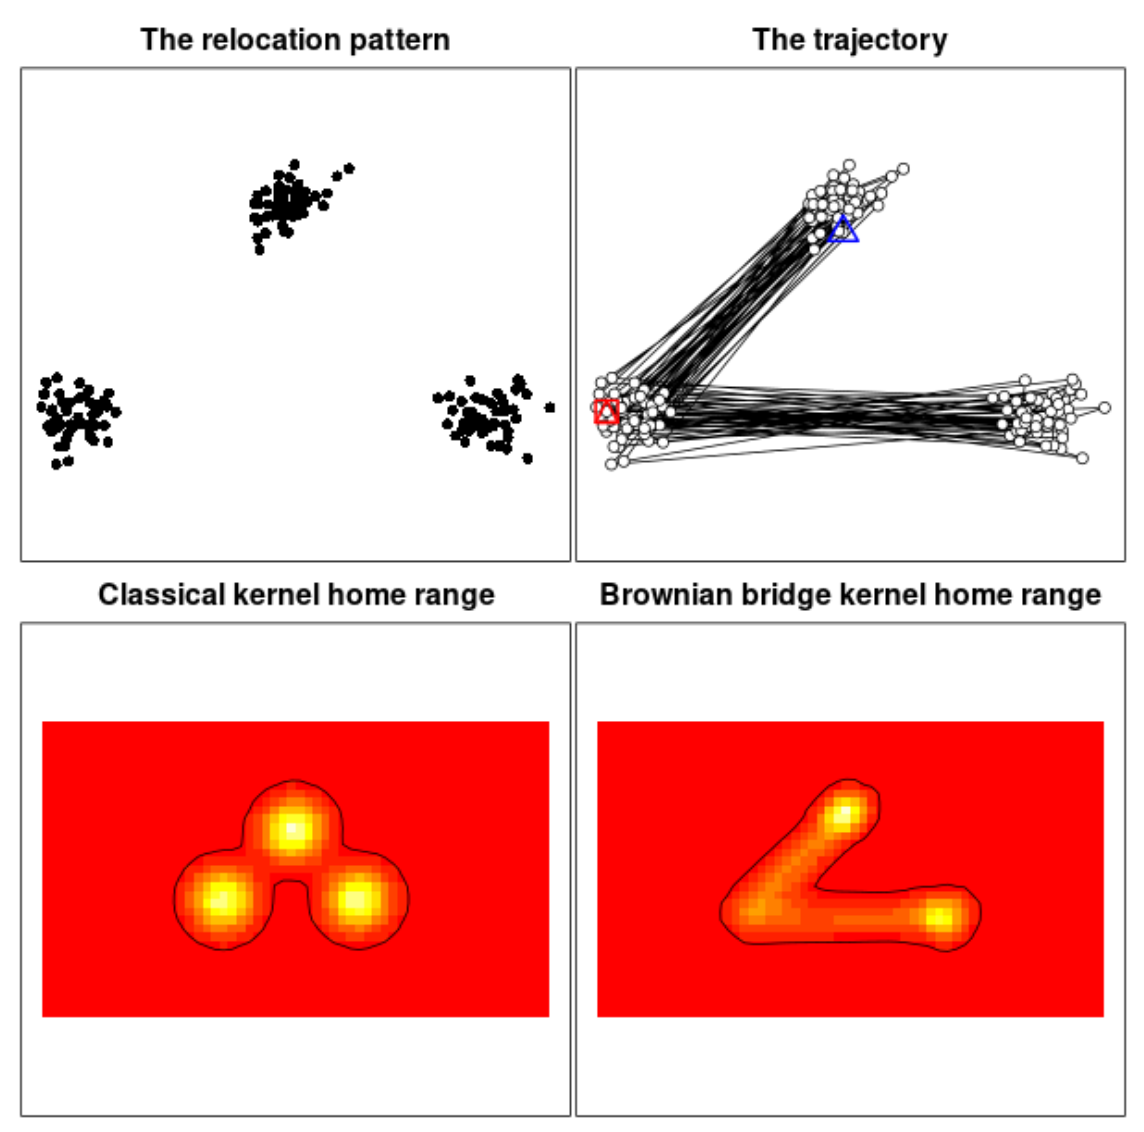 The relocation pattern
The trajectory
Classical kernel home range
Brownian bridge kernel home range